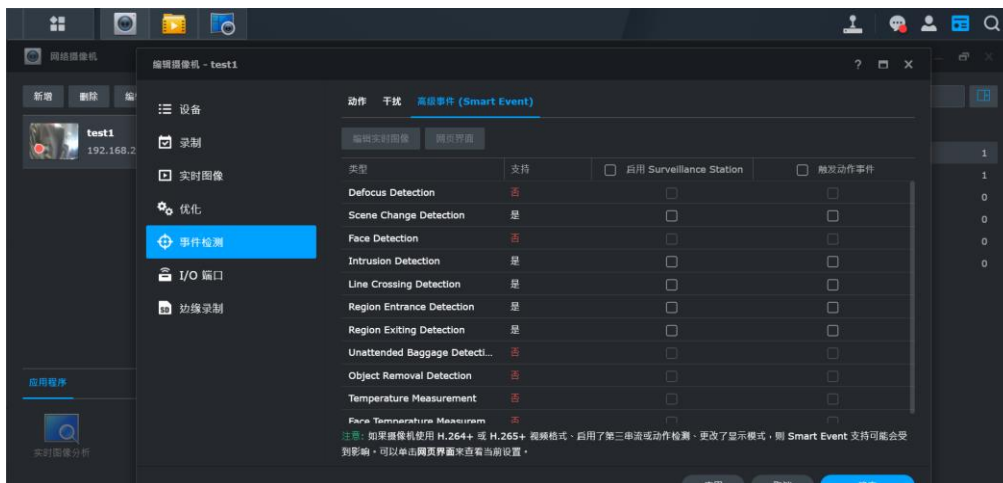 网络摄像机
编辑摄像机 - test1
新增
删除
test1
192.168.2
设备
录制
实时图像
优化
事件检测
I/O 端口
边缘录制
应用程序
实时图像分析
动作 干扰 高级事件 (Smart Event)
编辑实时图像 网页界面
类型 支持 启用 Surveillance Station 触发动作事件
Defocus Detection 否
Scene Change Detection 是
Face Detection 否
Intrusion Detection 是
Line Crossing Detection 是
Region Entrance Detection 是
Region Exiting Detection 是
Unattended Baggage Detecti... 否
Object Removal Detection 否
Temperature Measurement 否
Face Temperature Measurem 否
注意: 如果摄像机使用 H.264+ 或 H.265+ 视频格式、启用了第三串流或动作检测、更改了显示模式，则 Smart Event 支持可能会受
到影响。可以单击网页界面来查看当前设置。
1
1
0
0
0
0